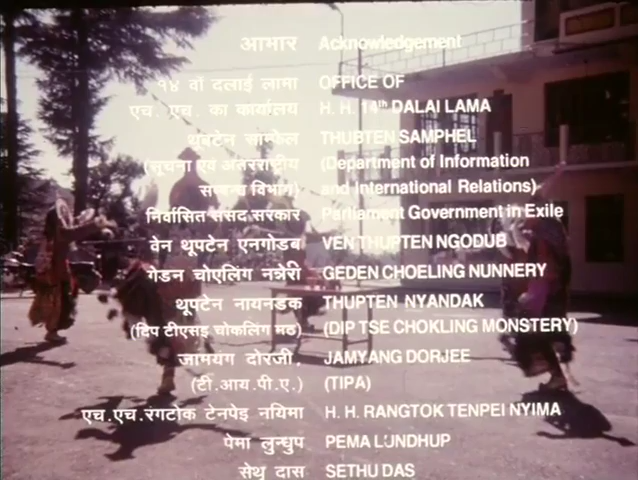 आभार Acknowledgement
१४ वाँ दलाई लामा OFFICE OF
एच. एच. का कार्यालय H. H. 14th DALAI LAMA
थुबटेन साम्फेल THUBTEN SAMPHEL
(सूचना एवं अंतरराष्ट्रीय (Department of Information
सम्बन्ध विभाग) and International Relations)
निर्वासित संसद सरकार Parliament Government in Exile
वेन थूपटेन एनगोडब VEN THUPTEN NGODUB
गेडन चोएलिंग नन्नेरी GEDEN CHOELING NUNNERY
थूपटेन नायनडक THUPTEN NYANDAK
(दिप टीएसइ चोकलिंग मठ) (DIP TSE CHOKLING MONSTERY)
जामयंग दोरजी. JAMYANG DORJEE
(टी.आय.पी.ए.) (TIPA)
एच.एच.रंगटोक टेनपेइ नयिमा H. H. RANGTOK TENPEI NYIMA
पेमा लुन्धुप PEMA LUNDHUP
सेथु दास SETHU DAS